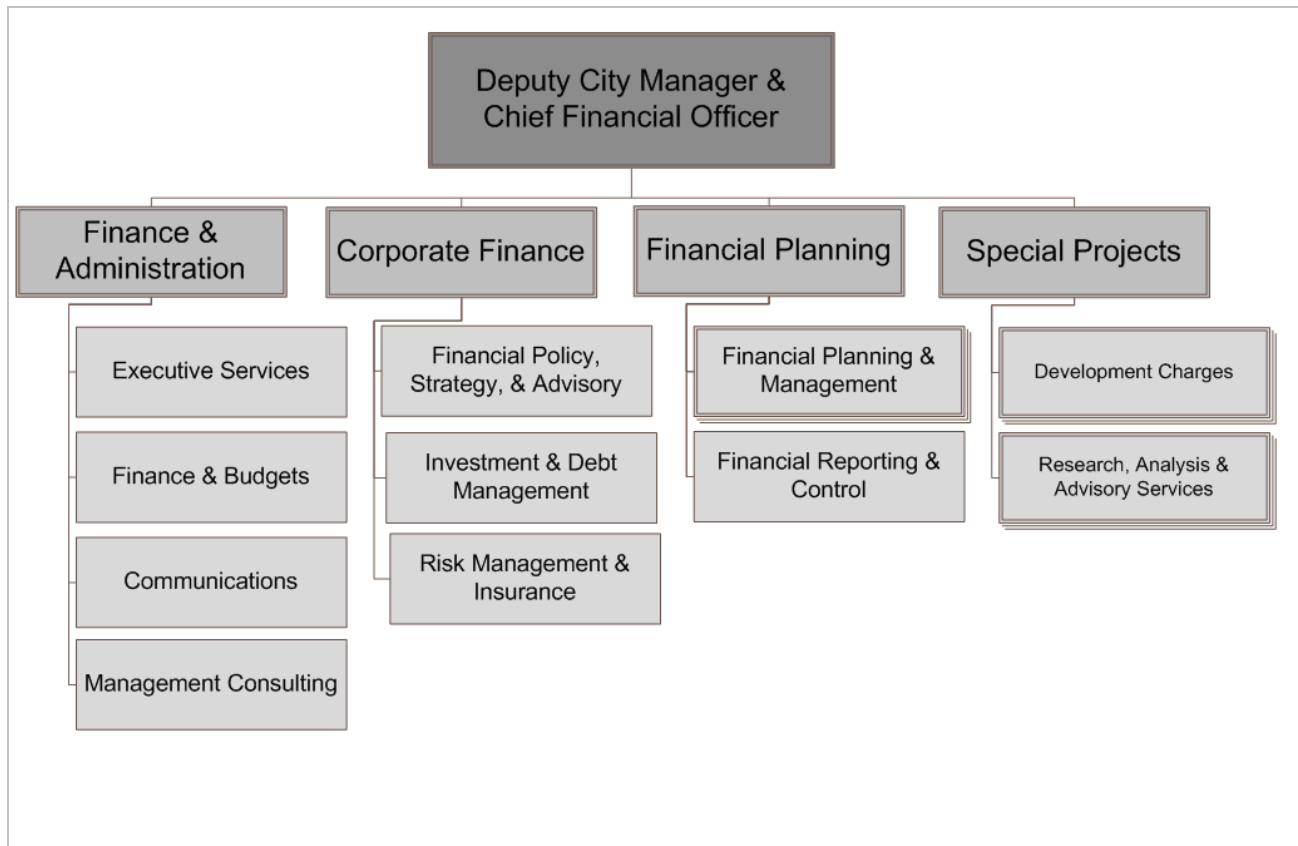 Deputy City Manager &
Chief Financial Officer
Finance &
Administration
Corporate Finance
Financial Planning
Special Projects
Executive Services
Finance & Budgets
Communications
Management Consulting
Financial Policy,
Strategy, & Advisory
Investment & Debt
Management
Risk Management &
Insurance
Financial Planning &
Management
Financial Reporting &
Control
Development Charges
Research, Analysis &
Advisory Services